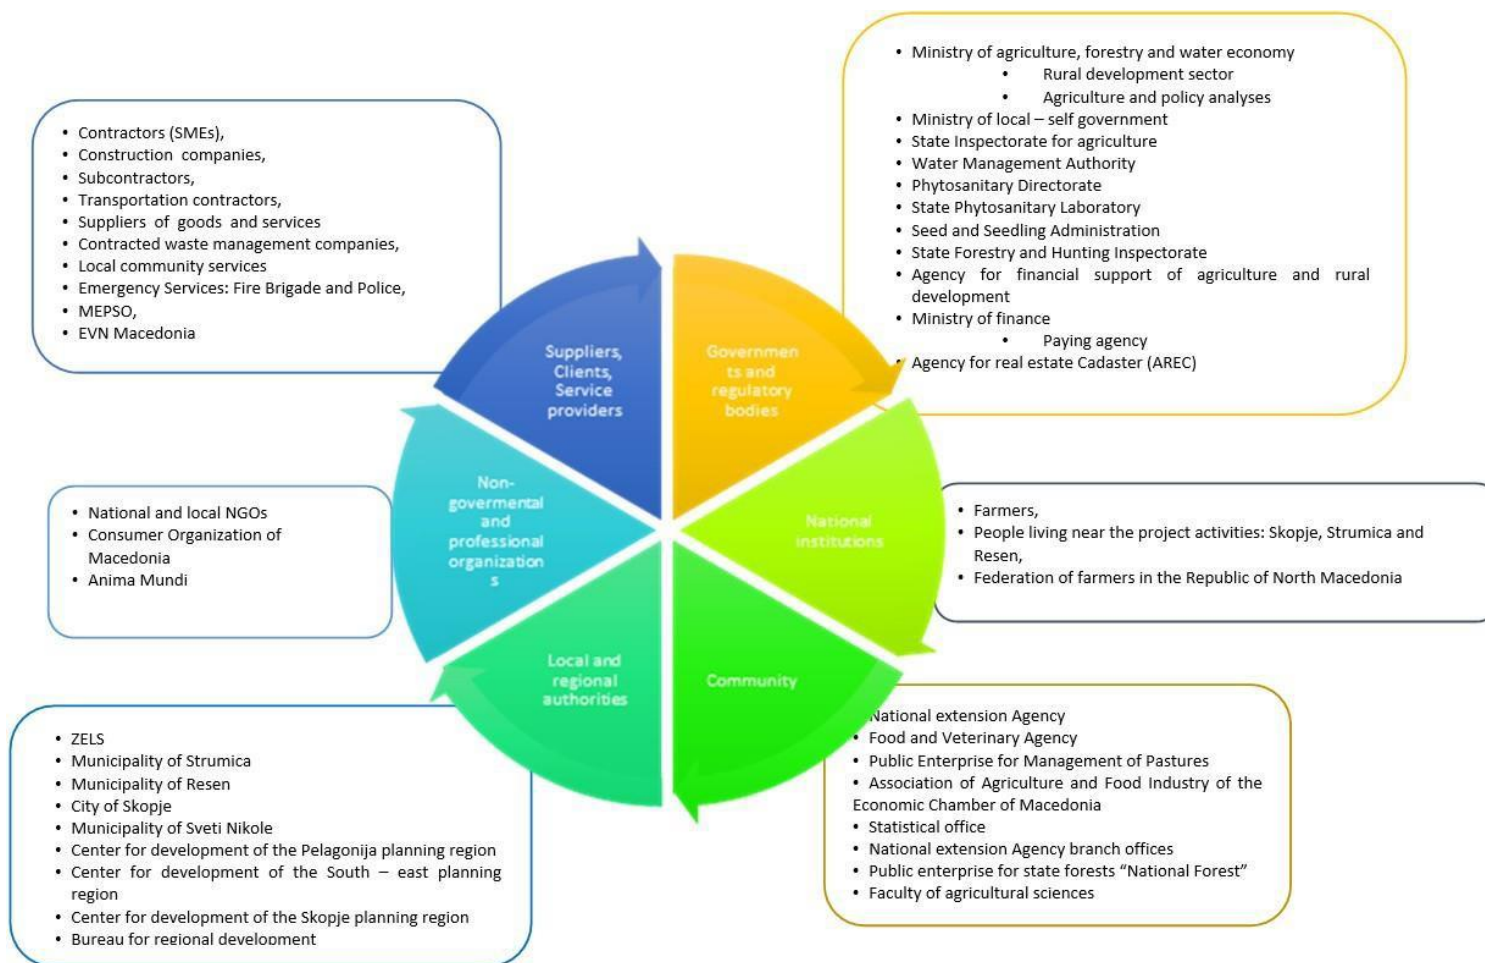 • Contractors (SMEs),
• Construction companies,
• Subcontractors,
• Transportation contractors,
• Suppliers of goods and services
• Contracted waste management companies,
• Local community services
• Emergency Services: Fire Brigade and Police,
• MEPSO,
• EVN Macedonia
• Ministry of agriculture, forestry and water economy
• Rural development sector
• Agriculture and policy analyses
• Ministry of local – self government
• State Inspectorate for agriculture
• Water Management Authority
• Phytosanitary Directorate
• State Phytosanitary Laboratory
• Seed and Seedling Administration
• State Forestry and Hunting Inspectorate
• Agency for financial support of agriculture and rural
development
• Ministry of finance
• Paying agency
• Agency for real estate Cadaster (AREC)
Suppliers,
Clients,
Service
providers
Governmen
ts and
regulatory
bodies
Non-
govermental
and
professional
organization
s
National
institutions
Local and
regional
authorities
Community
• National and local NGOs
• Consumer Organization of
Macedonia
• Anima Mundi
• Farmers,
• People living near the project activities: Skopje, Strumica and
Resen,
• Federation of farmers in the Republic of North Macedonia
• ZELS
• Municipality of Strumica
• Municipality of Resen
• City of Skopje
• Municipality of Sveti Nikole
• Center for development of the Pelagonija planning region
• Center for development of the South – east planning
region
• Center for development of the Skopje planning region
• Bureau for regional development
National extension Agency
• Food and Veterinary Agency
• Public Enterprise for Management of Pastures
• Association of Agriculture and Food Industry of the
Economic Chamber of Macedonia
• Statistical office
• National extension Agency branch offices
• Public enterprise for state forests “National Forest”
• Faculty of agricultural sciences